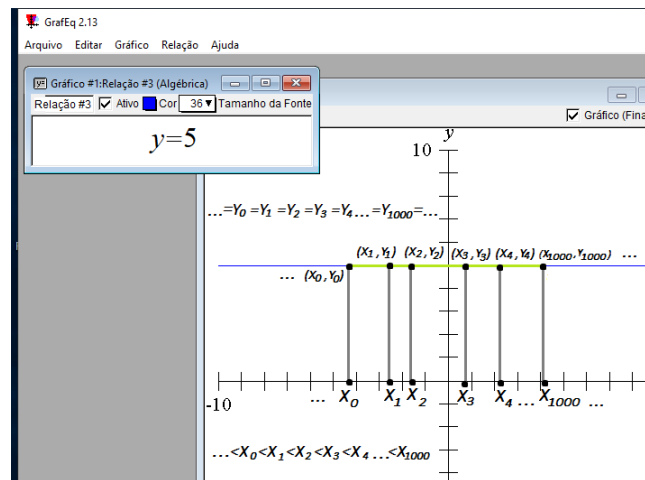 GrafEq 2.13
Arquivo Editar Gráfico Relação Ajuda
Gráfico #1:Relação #3 (Algébrica)
Relação #3 Ativo Cor 36 Tamanho da Fonte
y=5
Gráfico (Fina
y
10
...=Y₀ =Y₁ =Y₂ =Y₃ =Y₄... =Y₁₀₀₀=...
(X₁,Y₁) (X₂,Y₂) (X₃,Y₃) (X₄,Y₄) (X₁₀₀₀,Y₁₀₀₀) ...
... (X₀,Y₀)
-10 ... X₀ X₁ X₂ X₃ X₄ ... X₁₀₀₀ ...
...<X₀<X₁<X₂<X₃<X₄ ...<X₁₀₀₀